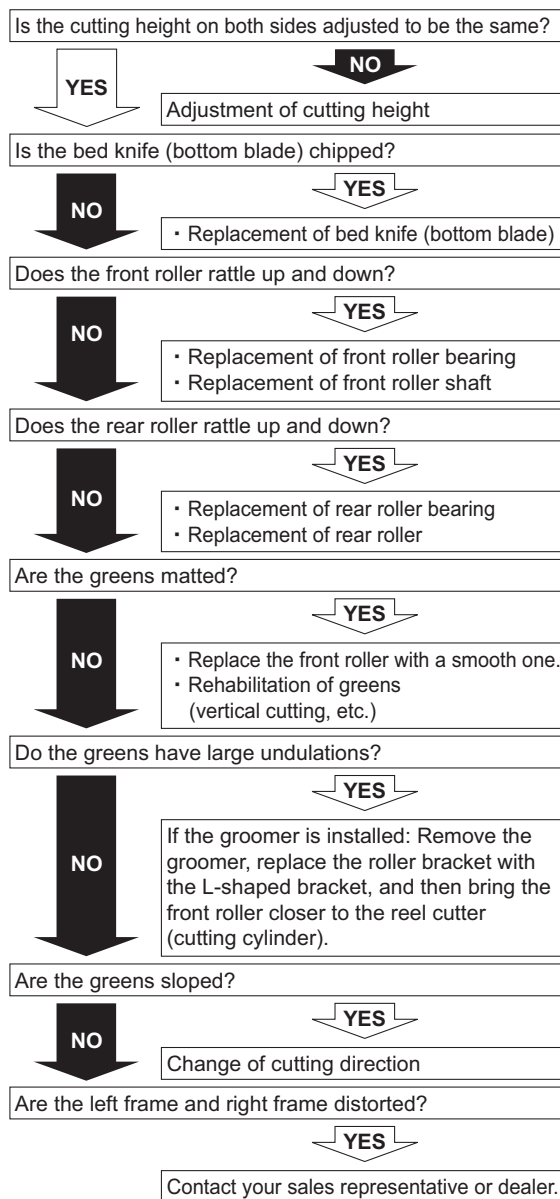 Is the cutting height on both sides adjusted to be the same?
YES
NO
Adjustment of cutting height
Is the bed knife (bottom blade) chipped?
NO
YES
・Replacement of bed knife (bottom blade)
Does the front roller rattle up and down?
NO
YES
・Replacement of front roller bearing
・Replacement of front roller shaft
Does the rear roller rattle up and down?
NO
YES
・Replacement of rear roller bearing
・Replacement of rear roller
Are the greens matted?
NO
YES
・Replace the front roller with a smooth one.
・Rehabilitation of greens
(vertical cutting, etc.)
Do the greens have large undulations?
NO
YES
If the groomer is installed: Remove the
groomer, replace the roller bracket with
the L-shaped bracket, and then bring the
front roller closer to the reel cutter
(cutting cylinder).
Are the greens sloped?
NO
YES
Change of cutting direction
Are the left frame and right frame distorted?
YES
Contact your sales representative or dealer.